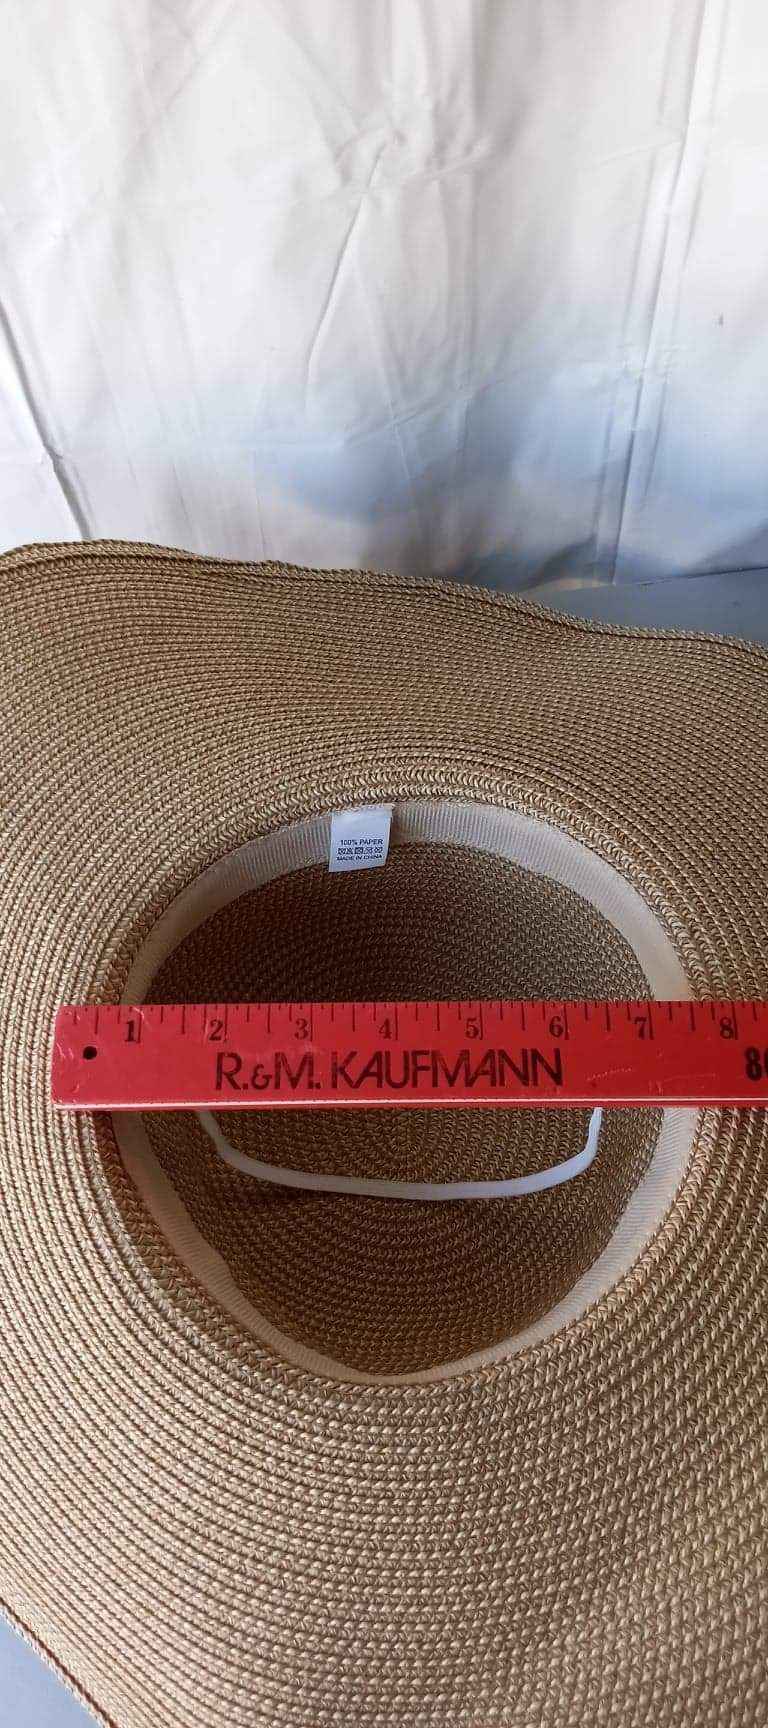 100% PAPER
MADE IN CHINA
1 2 3 4 5 6 7 8
R.&M. KAUFMANN